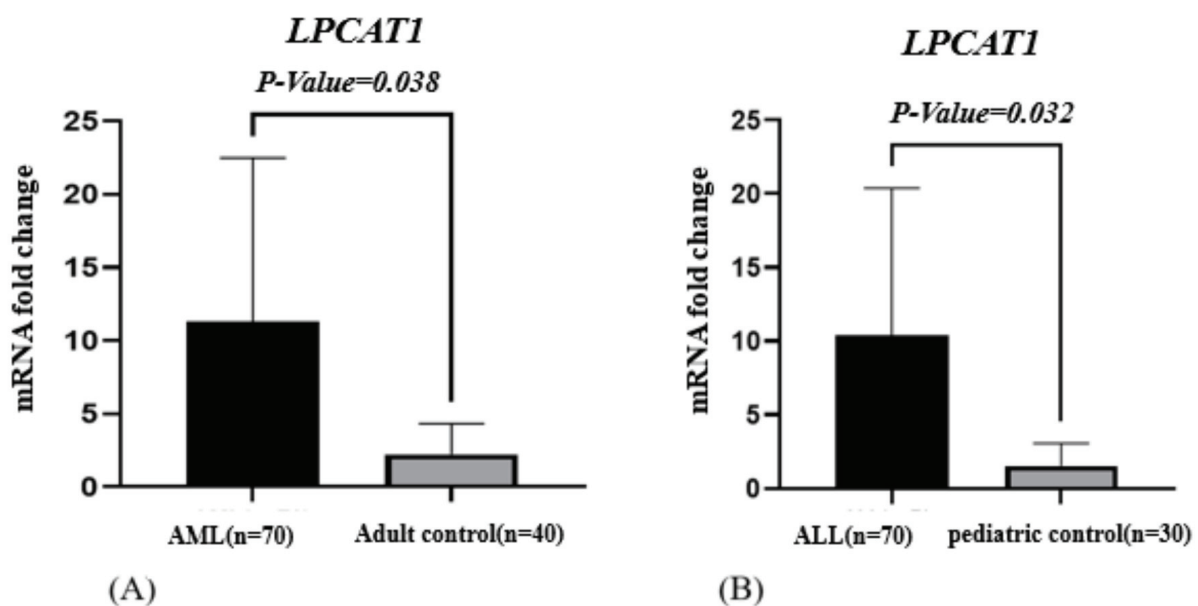 LPCAT1
P-Value=0.038
25
20
15
10
5
0
mRNA fold change
AML(n=70)
Adult control(n=40)
(A)
LPCAT1
P-Value=0.032
25
20
15
10
5
0
mRNA fold change
ALL(n=70)
pediatric control(n=30)
(B)